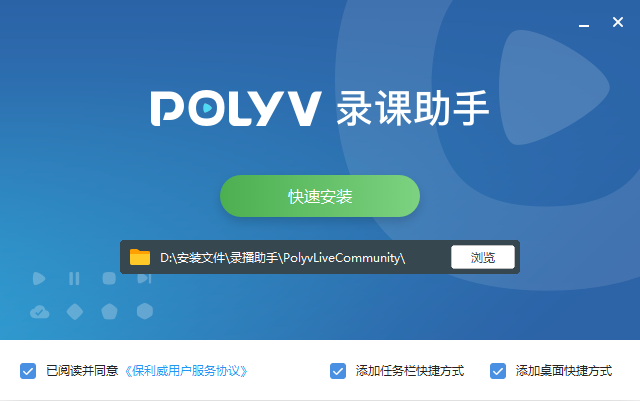 POLYV 录课助手
快速安装
D:\安装文件\录播助手\PolyvLiveCommunity\ 浏览
已阅读并同意《保利威用户服务协议》 添加任务栏快捷方式 添加桌面快捷方式